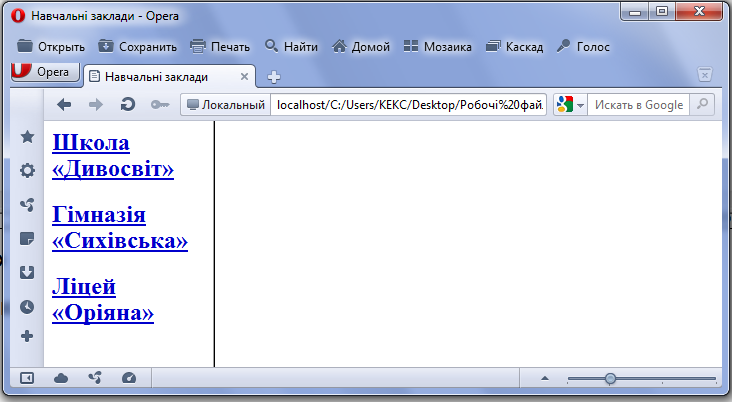 Навчальні заклади - Opera
Открыть Сохранить Печать Найти Домой Мозаика Каскад Голос
Opera Навчальні заклади
Локальный localhost/C:/Users/КЕКС/Desktop/Робочі%20фай. Искать в Google
Школа
«Дивосвіт»
Гімназія
«Сихівська»
Ліцей
«Оріяна»